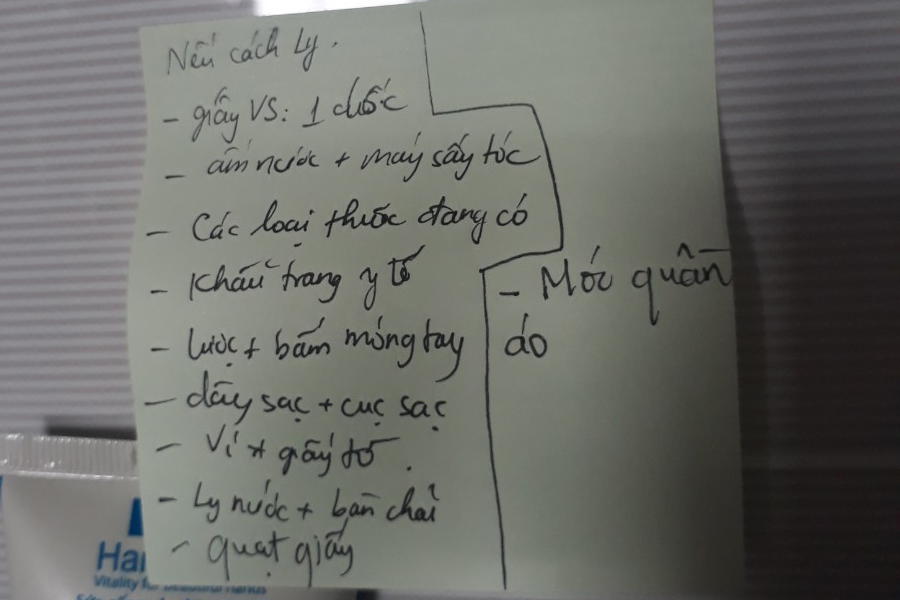 Nếu cách ly.
- giấy VS: 1 cuốc
- ấm nước + máy sấy tóc
- Các loại thuốc đang có
- Khẩu trang y tế
- lược + bấm móng tay
- dây sạc + cục sạc
- Ví + giấy tờ.
- Ly nước + bàn chải
- quạt giấy
- Móc quần
áo
Han
Vitality for beautiful hands